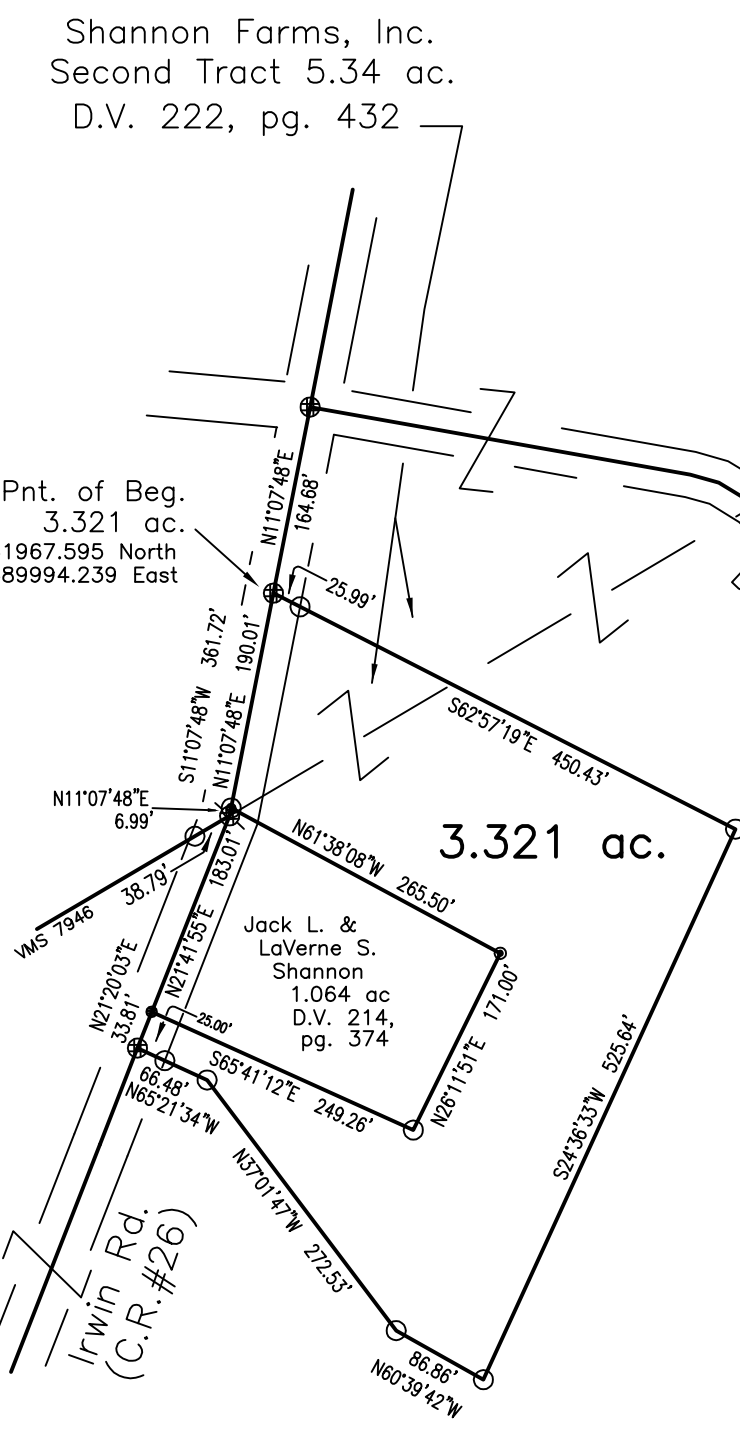 Shannon Farms, Inc.
Second Tract 5.34 ac.
D.V. 222, pg. 432
N11°07'48"E
164.68'
Pnt. of Beg.
3.321 ac.
1967.595 North
89994.239 East
25.99'
S11°07'48"W 361.72'
N11°07'48"E 190.01'
S62°57'19"E 450.43'
N11°07'48"E
6.99'
3.321 ac.
N61°38'08"W 265.50'
38.79'
VMS 7946
N21°41'55"E 183.01'
Jack L. &
LaVerne S.
Shannon
1.064 ac
D.V. 214,
pg. 374
N26°11'51"E 171.00'
N21°20'03"E
33.81'
25.00'
S65°41'12"E 249.26'
66.48'
N65°21'34"W
S24°36'33"W 525.64'
N37°01'47"W 272.53'
86.86'
N60°39'42"W
Irwin Rd.
(C.R.#26)